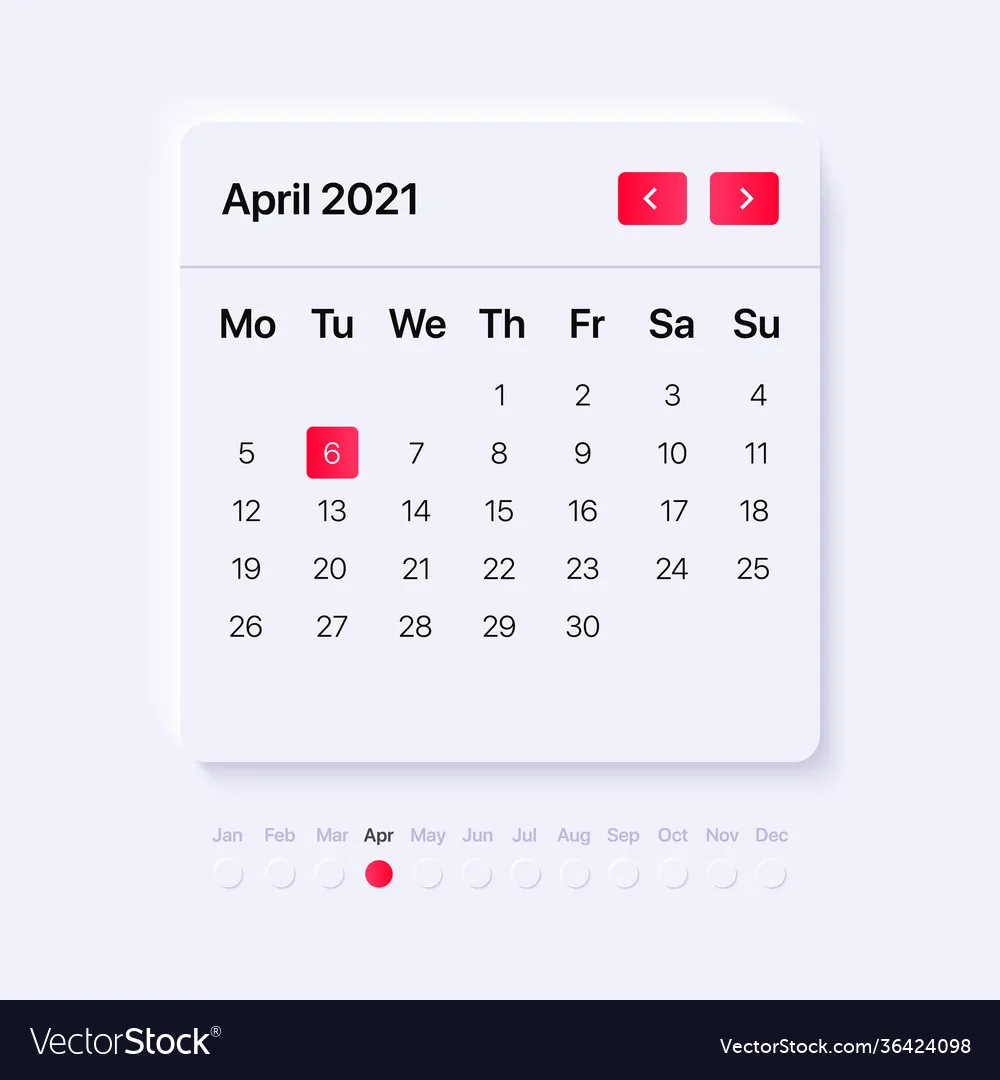 April 2021
Mo Tu We Th Fr Sa Su
1 2 3 4
5 6 7 8 9 10 11
12 13 14 15 16 17 18
19 20 21 22 23 24 25
26 27 28 29 30
Jan Feb Mar Apr May Jun Jul Aug Sep Oct Nov Dec
VectorStock® VectorStock.com/36424098